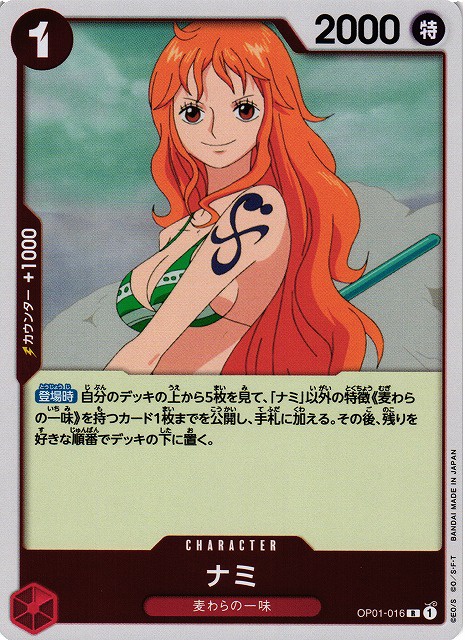 1
2000
特
カウンター +1000
登場時 自分のデッキの上から5枚を見て、「ナミ」以外の特徴《麦わら
の一味》を持つカード1枚までを公開し、手札に加える。その後、残りを
好きな順番でデッキの下に置く。
CHARACTER
ナミ
麦わらの一味
OP01-016 R 1
©E.O/S ©O./S・F・T BANDAI MADE IN JAPAN